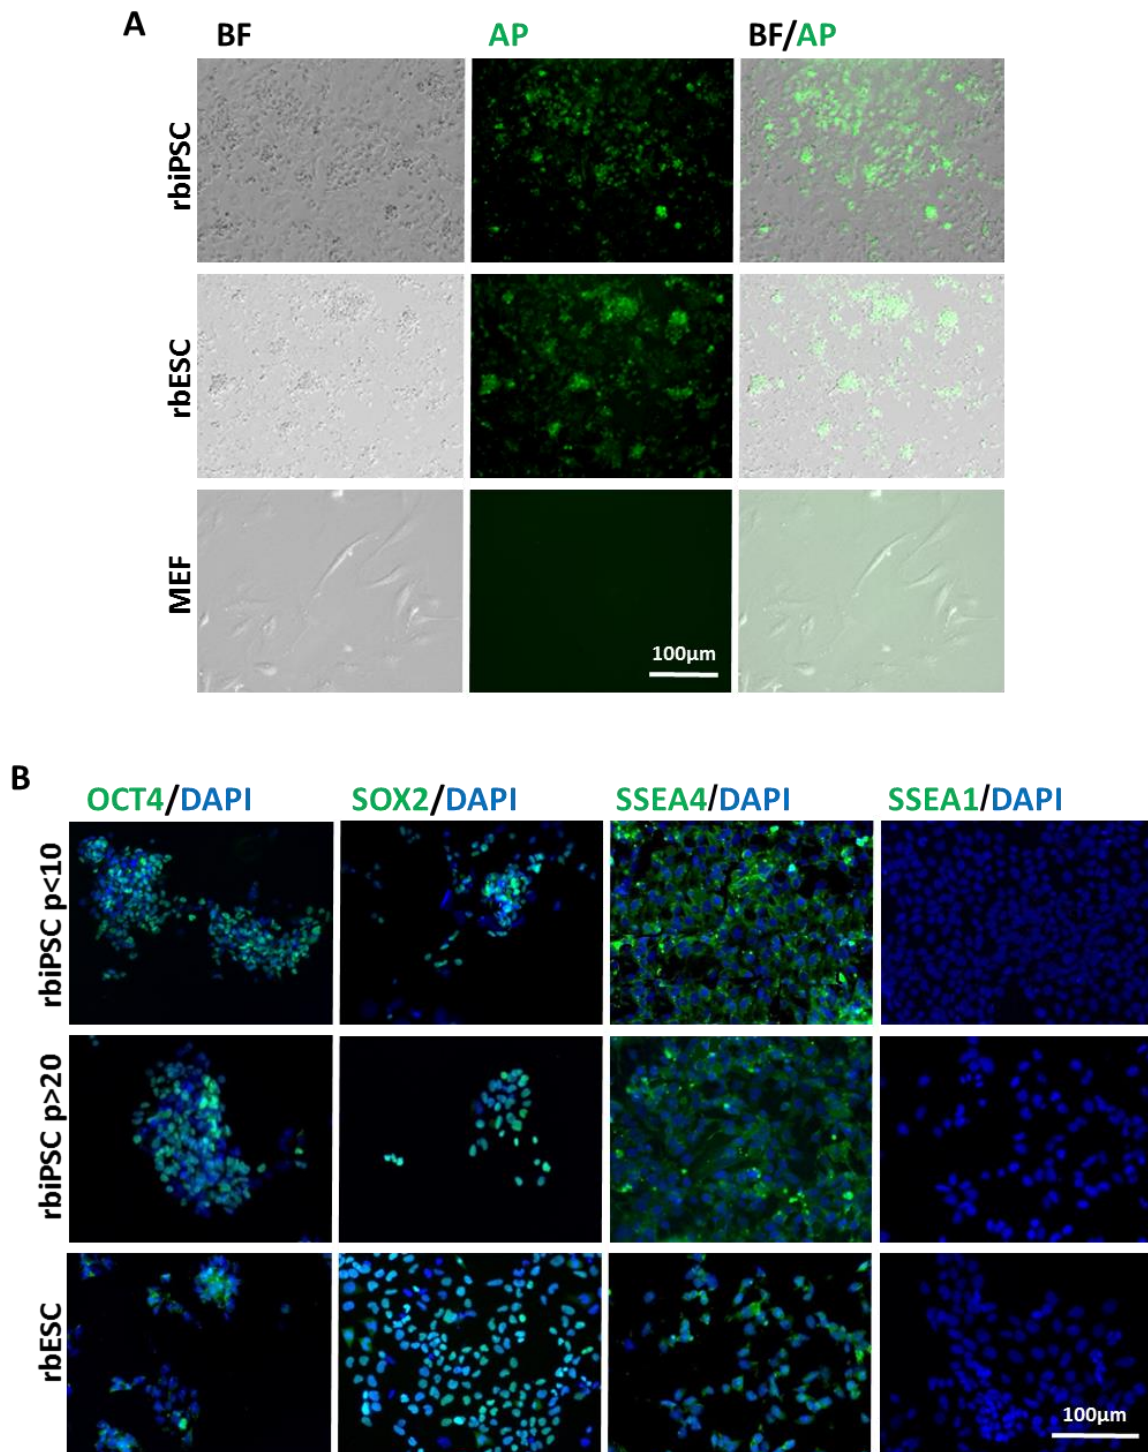 A
BF AP BF/AP
rbiPSC
rbESC
MEF
100µm
B
OCT4/DAPI SOX2/DAPI SSEA4/DAPI SSEA1/DAPI
rbiPSC p<10
rbiPSC p>20
rbESC
100µm